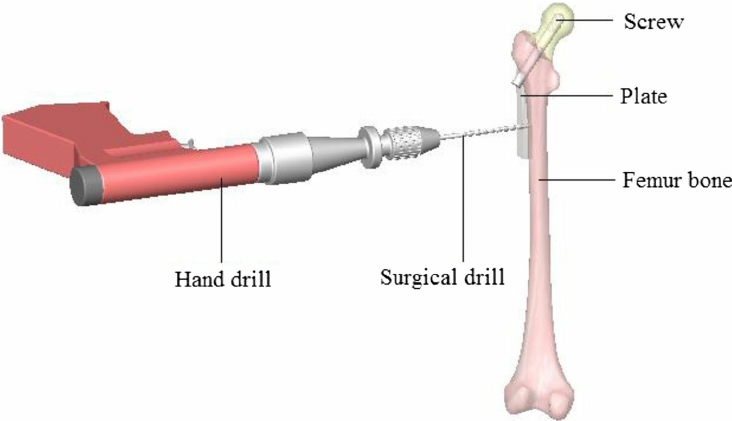 Screw
Plate
Femur bone
Hand drill
Surgical drill